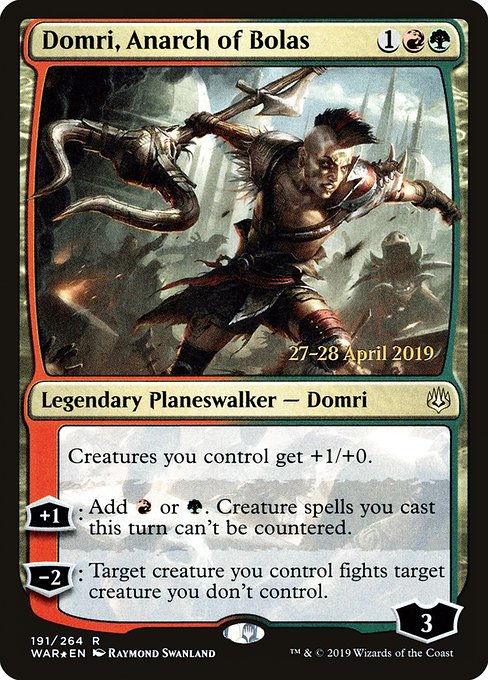 Domri, Anarch of Bolas 1
27-28 April 2019
Legendary Planeswalker — Domri
Creatures you control get +1/+0.
+1 : Add or . Creature spells you cast
this turn can't be countered.
-2 : Target creature you control fights target
creature you don't control.
3
191/264 R
WAR★EN Raymond Swanland
™ & © 2019 Wizards of the Coast